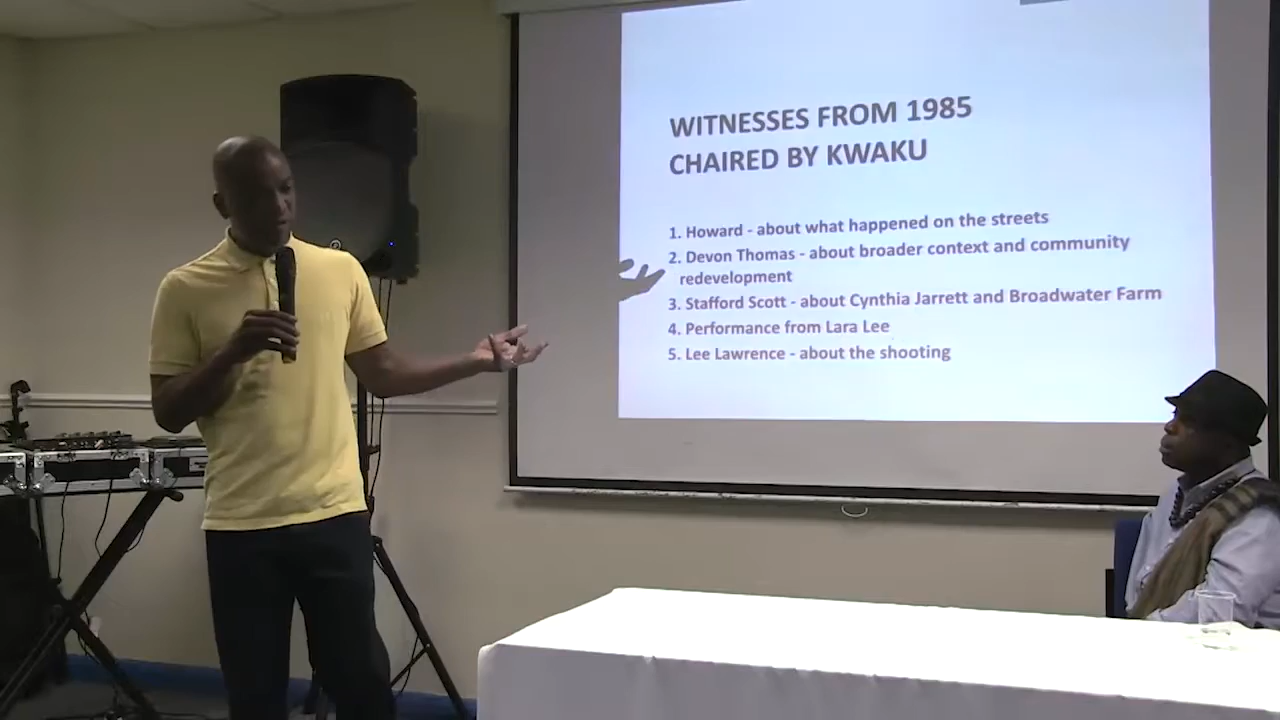 WITNESSES FROM 1985
CHAIRED BY KWAKU
1. Howard - about what happened on the streets
2. Devon Thomas - about broader context and community
redevelopment
3. Stafford Scott - about Cynthia Jarrett and Broadwater Farm
4. Performance from Lara Lee
5. Lee Lawrence - about the shooting